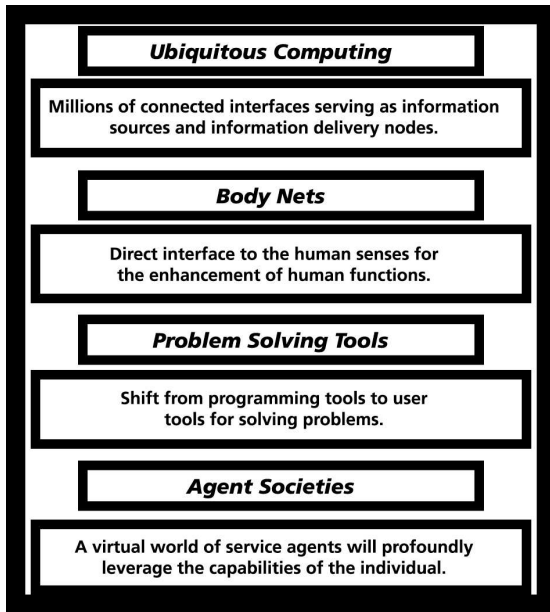 Ubiquitous Computing
Millions of connected interfaces serving as information
sources and information delivery nodes.
Body Nets
Direct interface to the human senses for
the enhancement of human functions.
Problem Solving Tools
Shift from programming tools to user
tools for solving problems.
Agent Societies
A virtual world of service agents will profoundly
leverage the capabilities of the individual.